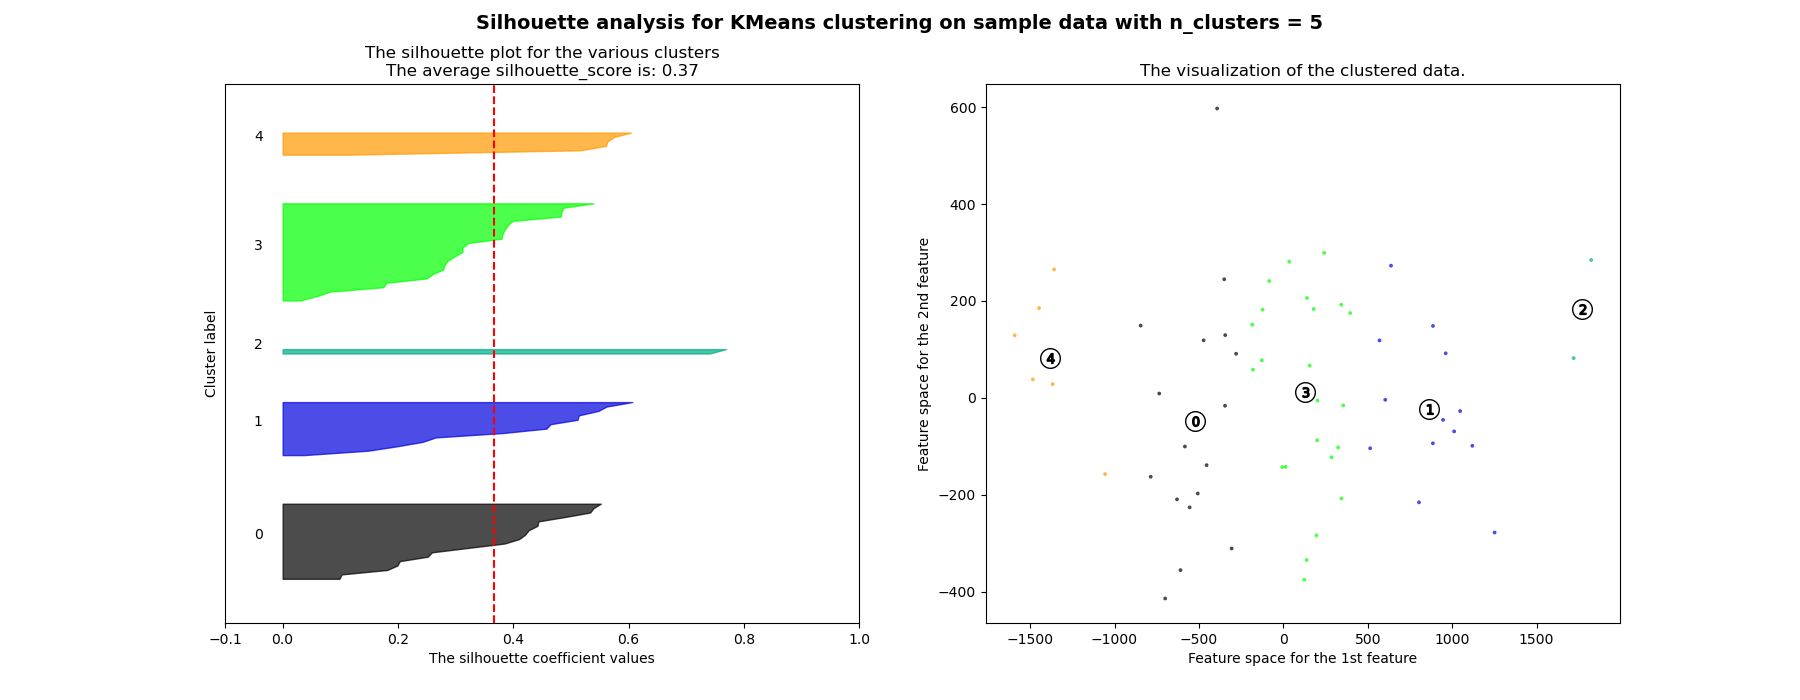 Silhouette analysis for KMeans clustering on sample data with n_clusters = 5
The silhouette plot for the various clusters
The average silhouette_score is: 0.37
4
3
2
1
0
Cluster label
−0.1 0.0 0.2 0.4 0.6 0.8 1.0
The silhouette coefficient values
The visualization of the clustered data.
600
400
200
0
−200
−400
Feature space for the 2nd feature
2
4
3
1
0
−1500 −1000 −500 0 500 1000 1500
Feature space for the 1st feature